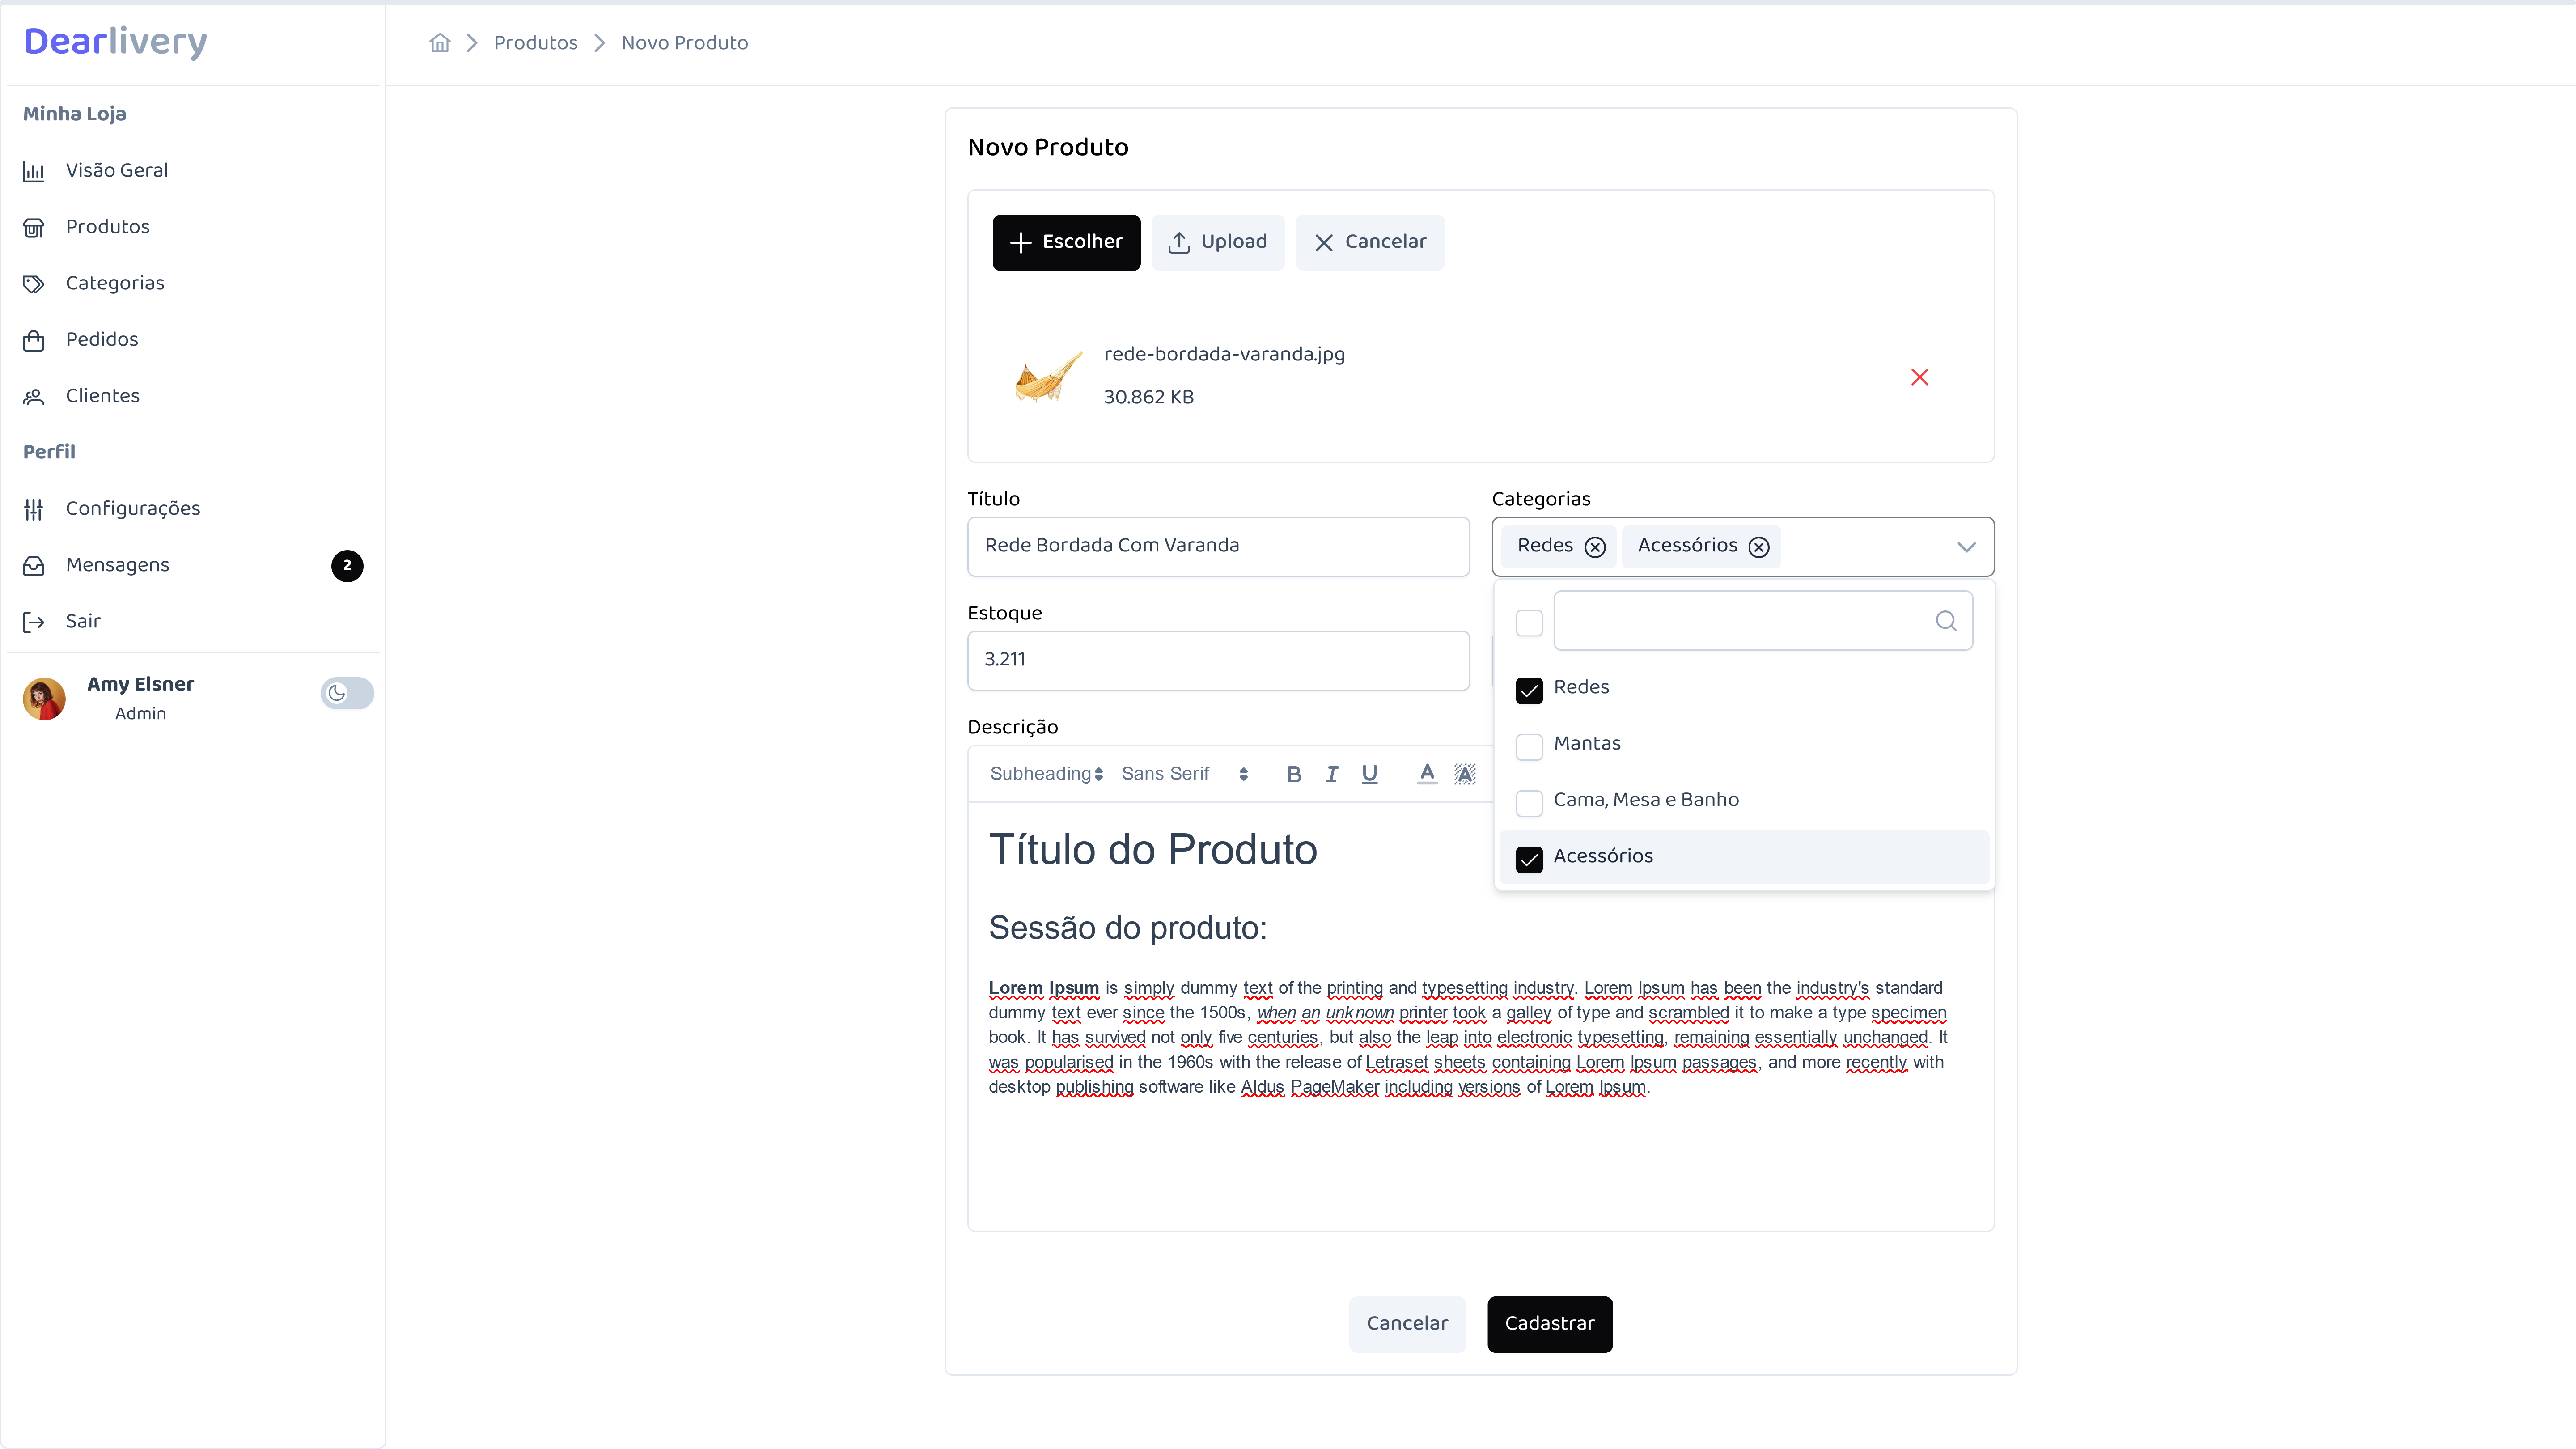 Dearlivery
Produtos
Novo Produto
Minha Loja
Visão Geral
Produtos
Categorias
Pedidos
Clientes
Perfil
Configurações
Mensagens
2
Sair
Amy Elsner
Admin
Novo Produto
Escolher
Upload
Cancelar
rede-bordada-varanda.jpg
30.862 KB
Título
Rede Bordada Com Varanda
Categorias
Redes
Acessórios
Redes
Mantas
Cama, Mesa e Banho
Acessórios
Estoque
3.211
Descrição
Subheading
Sans Serif
B
I
U
A
A
Título do Produto
Sessão do produto:
Lorem Ipsum is simply dummy text of the printing and typesetting industry. Lorem Ipsum has been the industry's standard
dummy text ever since the 1500s, when an unknown printer took a galley of type and scrambled it to make a type specimen
book. It has survived not only five centuries, but also the leap into electronic typesetting, remaining essentially unchanged. It
was popularised in the 1960s with the release of Letraset sheets containing Lorem Ipsum passages, and more recently with
desktop publishing software like Aldus PageMaker including versions of Lorem Ipsum.
Cancelar
Cadastrar